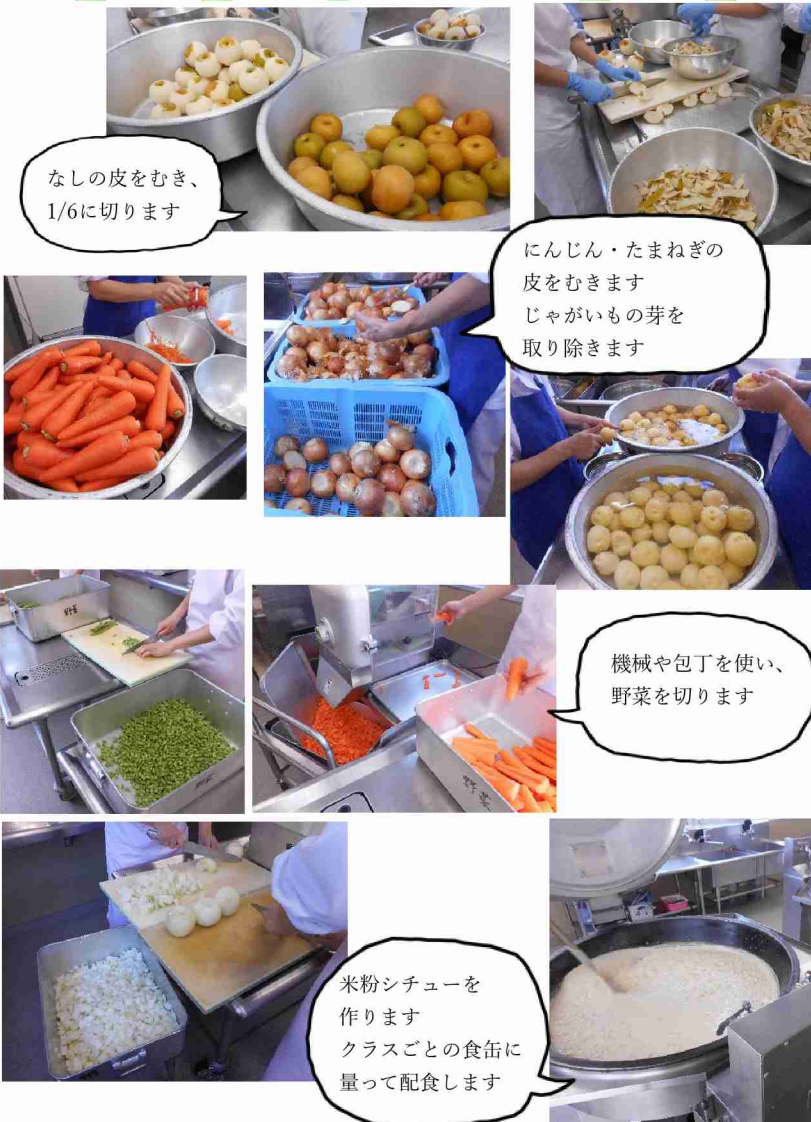 なしの皮をむき、
1/6に切ります
にんじん・たまねぎの
皮をむきます
じゃがいもの芽を
取り除きます
野菜
野菜
機械や包丁を使い、
野菜を切ります
米粉シチューを
作ります
クラスごとの食缶に
量って配食します